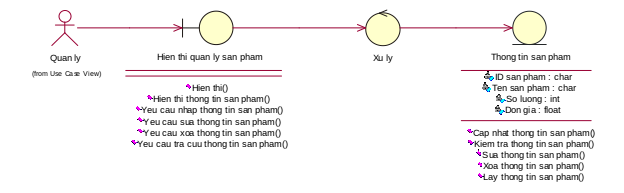 Quan ly
(from Use Case View)
Hien thi quan ly san pham
Hien thi()
Hien thi thong tin san pham()
Yeu cau nhap thong tin san pham()
Yeu cau sua thong tin san pham()
Yeu cau xoa thong tin san pham()
Yeu cau tra cuu thong tin san pham()
Xu ly
Thong tin san pham
ID san pham : char
Ten san pham : char
So luong : int
Don gia : float
Cap nhat thong tin san pham()
Kiem tra thong tin san pham()
Sua thong tin san pham()
Xoa thong tin san pham()
Lay thong tin san pham()